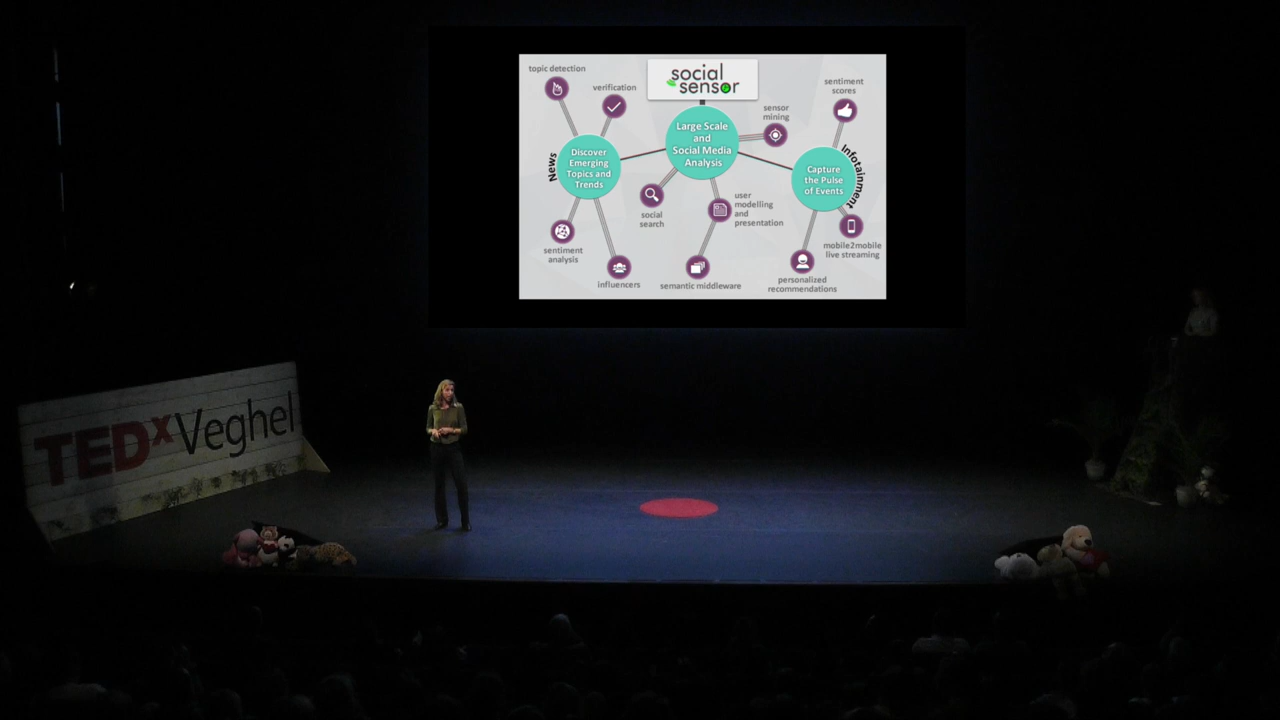 social
sensor
topic detection
verification
News
Discover
Emerging
Topics and
Trends
sentiment
analysis
influencers
Large Scale
and
Social Media
Analysis
sensor
mining
social
search
user
modelling
and
presentation
semantic middleware
sentiment
scores
Infotainment
Capture
the Pulse
of Events
mobile2mobile
live streaming
personalized
recommendations
TEDxVeghel